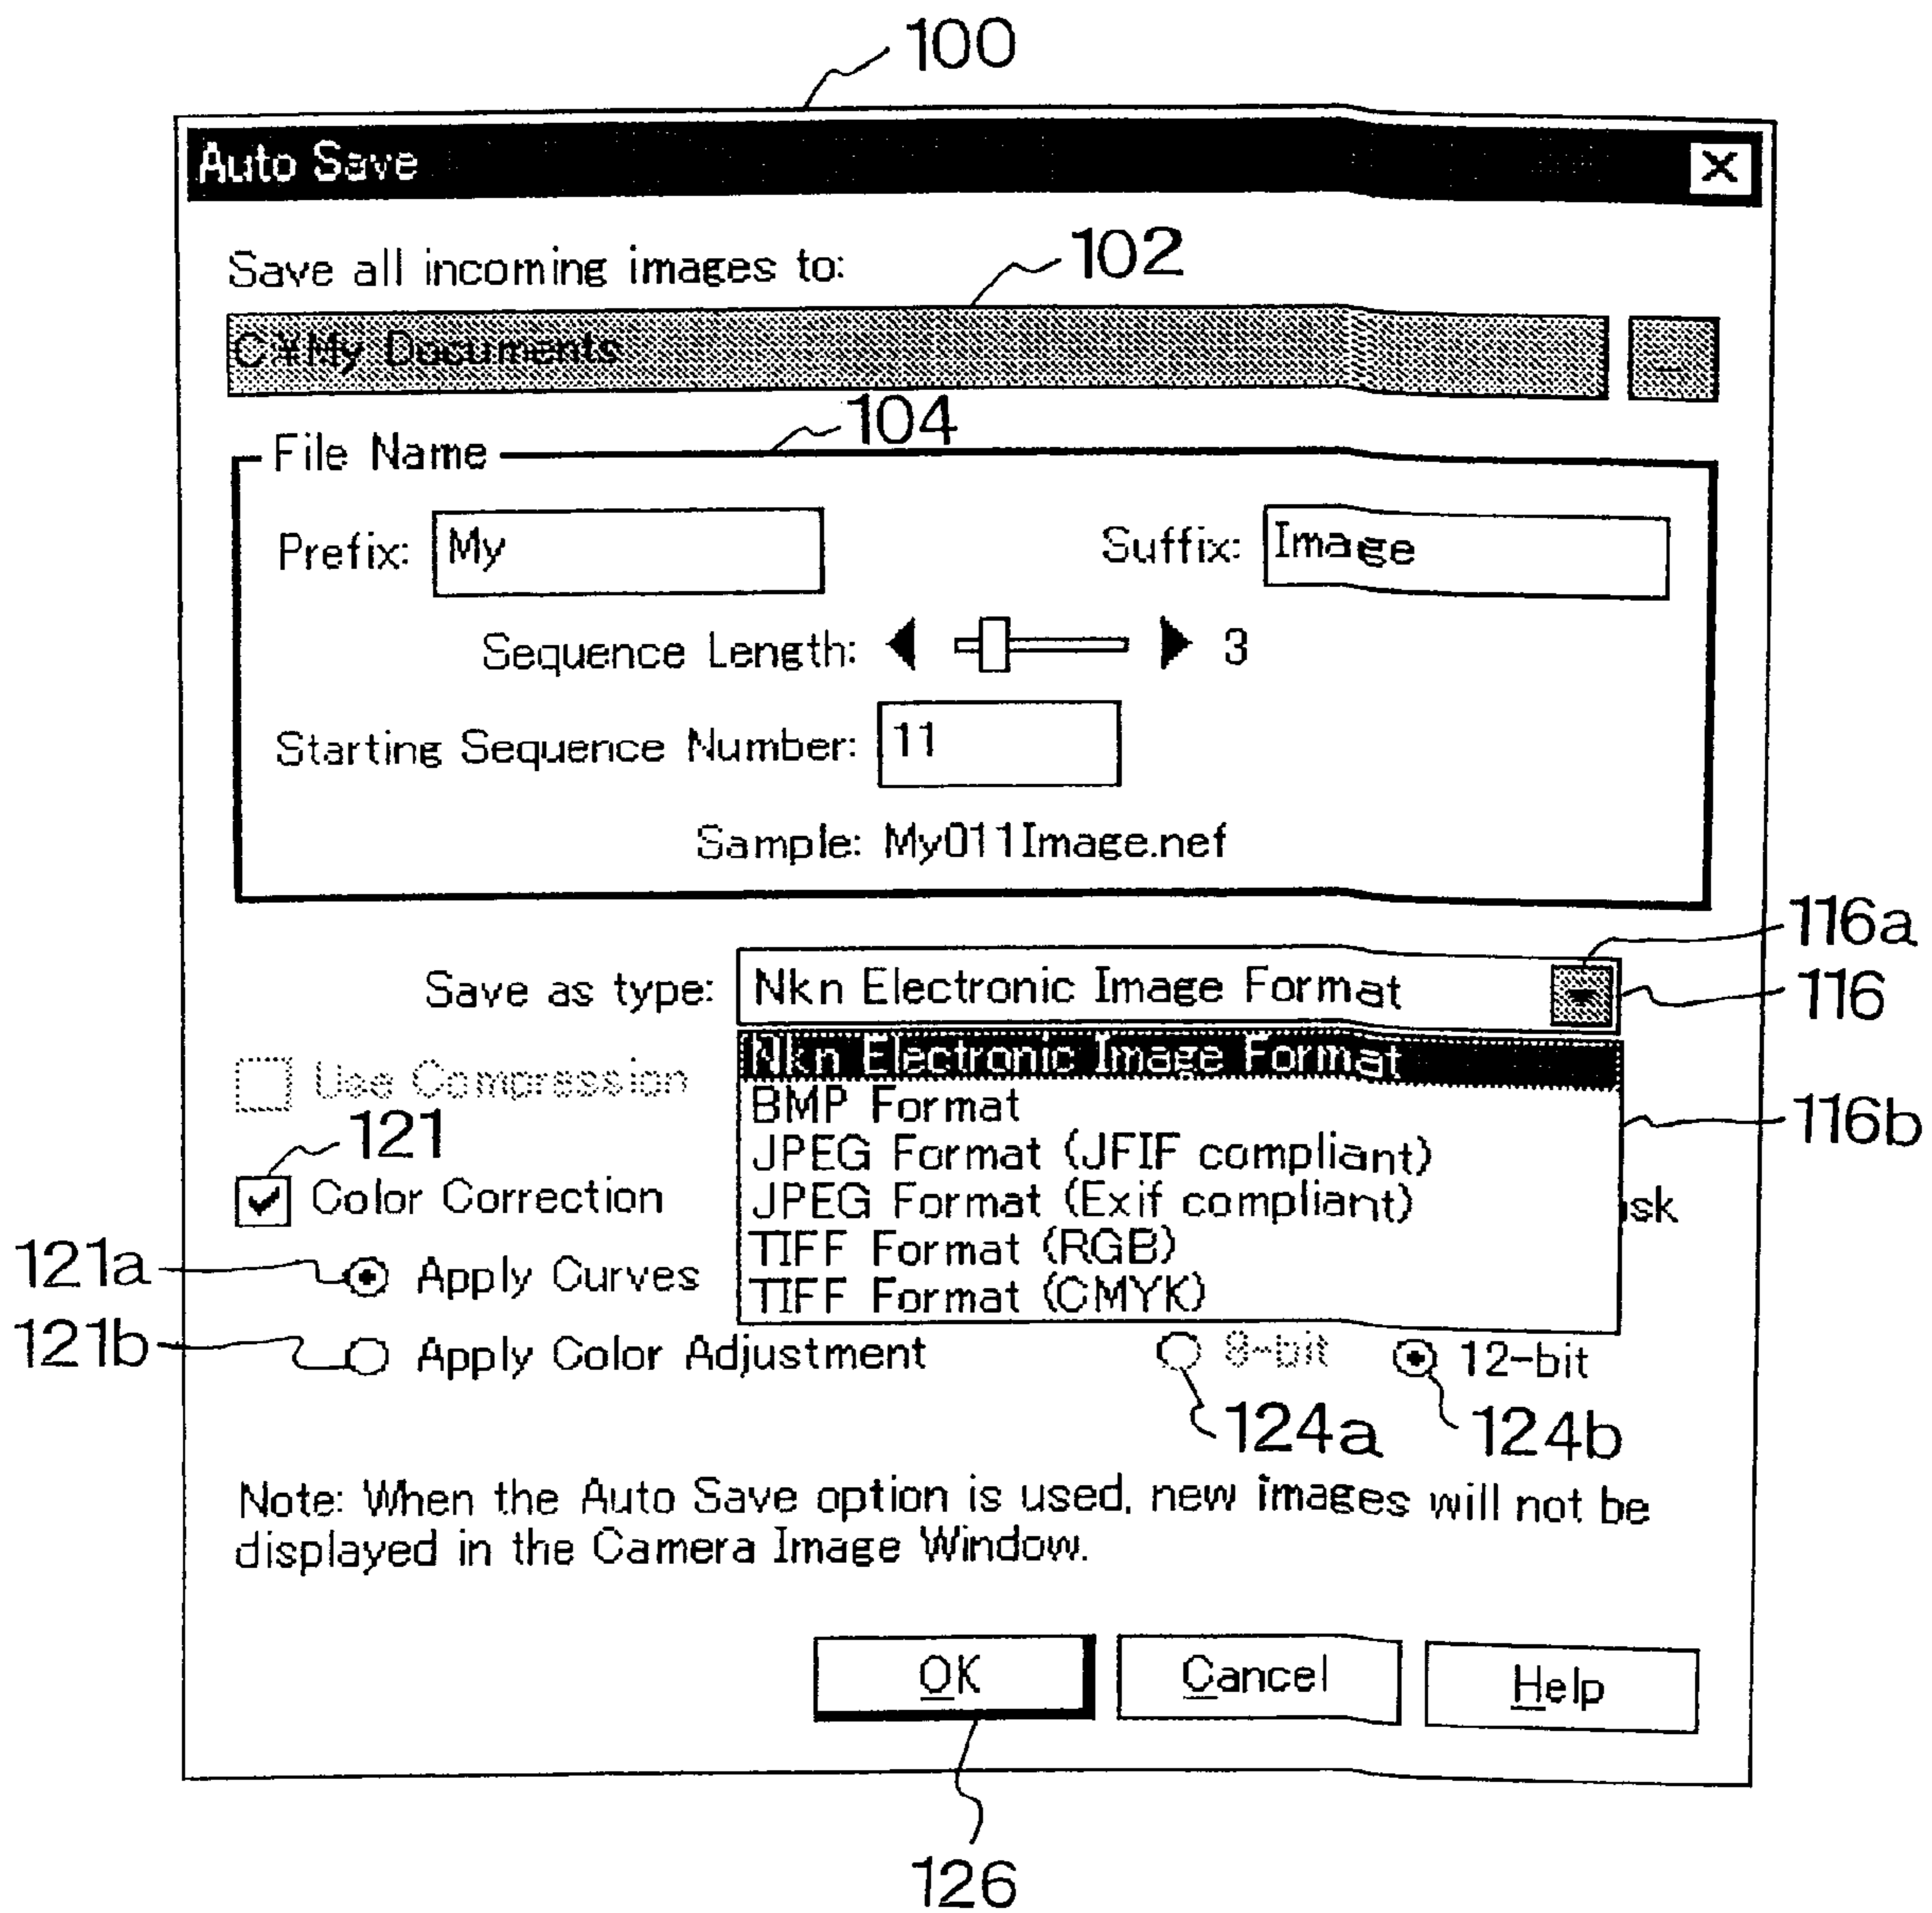 100
Auto Save
102
Save all incoming images to:
C:¥My Documents
104
File Name
Prefix: My Suffix: Image
Sequence Length: 3
Starting Sequence Number: 11
Sample: My011Image.nef
116a
Save as type: Nkn Electronic Image Format 116
Nkn Electronic Image Format
Use Compression BMP Format 116b
121 JPEG Format (JFIF compliant)
Color Correction JPEG Format (Exif compliant) sk
TIFF Format (RGB)
121a Apply Curves TIFF Format (CMYK)
121b Apply Color Adjustment 8-bit 12-bit
124a 124b
Note: When the Auto Save option is used, new images will not be
displayed in the Camera Image Window.
OK Cancel Help
126